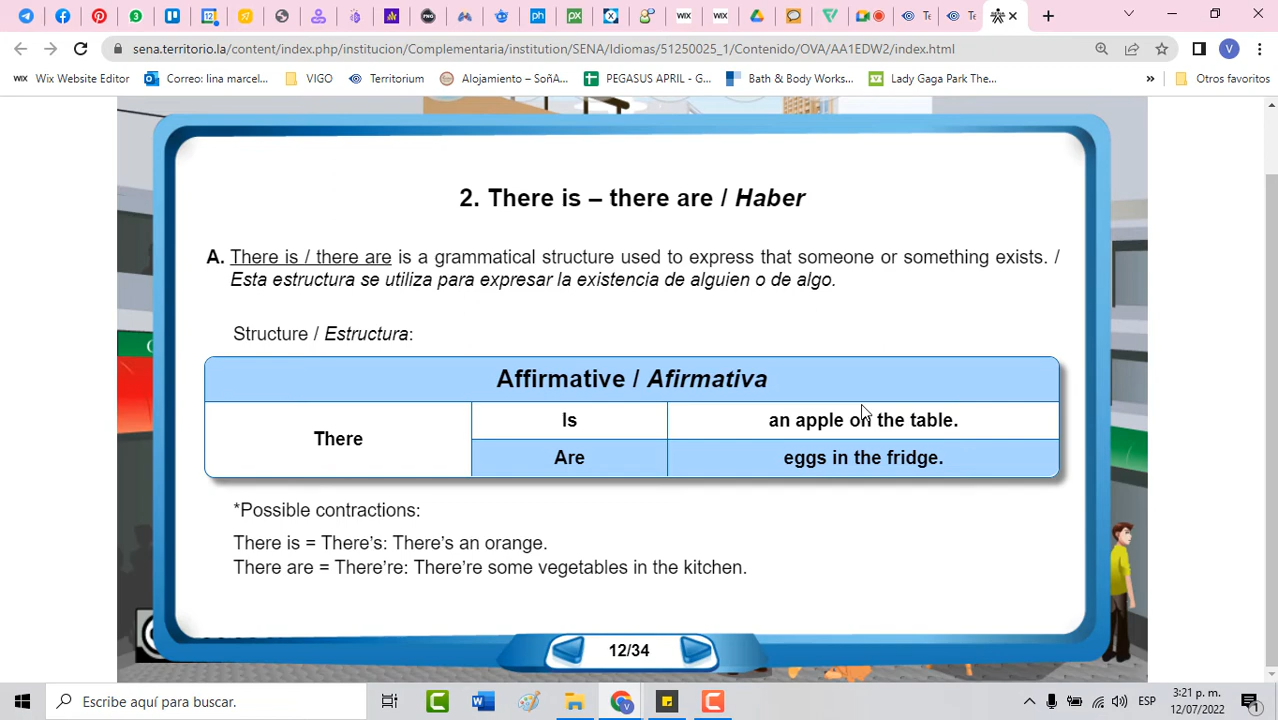 sena.territorio.la/content/index.php/institucion/Complementaria/institution/SENA/Idiomas/51250025_1/Contenido/OVA/AA1EDW2/index.html
Wix Website Editor
Correo: lina marcel...
VIGO
Territorium
Alojamiento – SoñA...
PEGASUS APRIL - G...
Bath & Body Works...
Lady Gaga Park The...
»
Otros favoritos
2. There is – there are / Haber
A. There is / there are is a grammatical structure used to express that someone or something exists. /
Esta estructura se utiliza para expresar la existencia de alguien o de algo.
Structure / Estructura:
Affirmative / Afirmativa
There
Is
an apple on the table.
Are
eggs in the fridge.
*Possible contractions:
There is = There's: There's an orange.
There are = There're: There're some vegetables in the kitchen.
12/34
Escribe aquí para buscar.
ESP
3:21 p. m.
12/07/2022